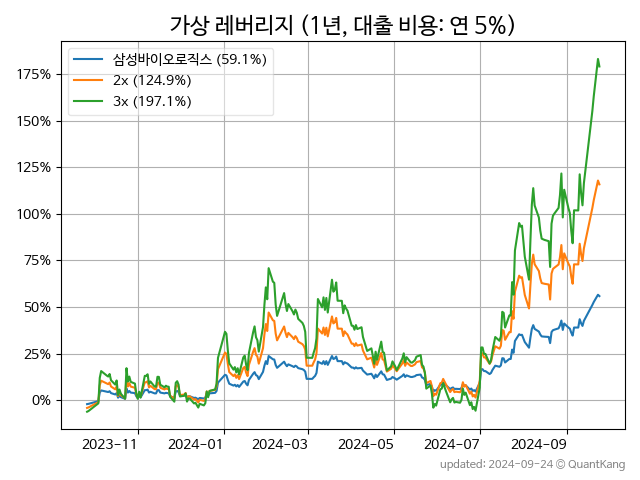 가상 레버리지 (1년, 대출 비용: 연 5%)
삼성바이오로직스 (59.1%)
2x (124.9%)
3x (197.1%)
175%
150%
125%
100%
75%
50%
25%
0%
2023-11 2024-01 2024-03 2024-05 2024-07 2024-09
updated: 2024-09-24 © QuantKang